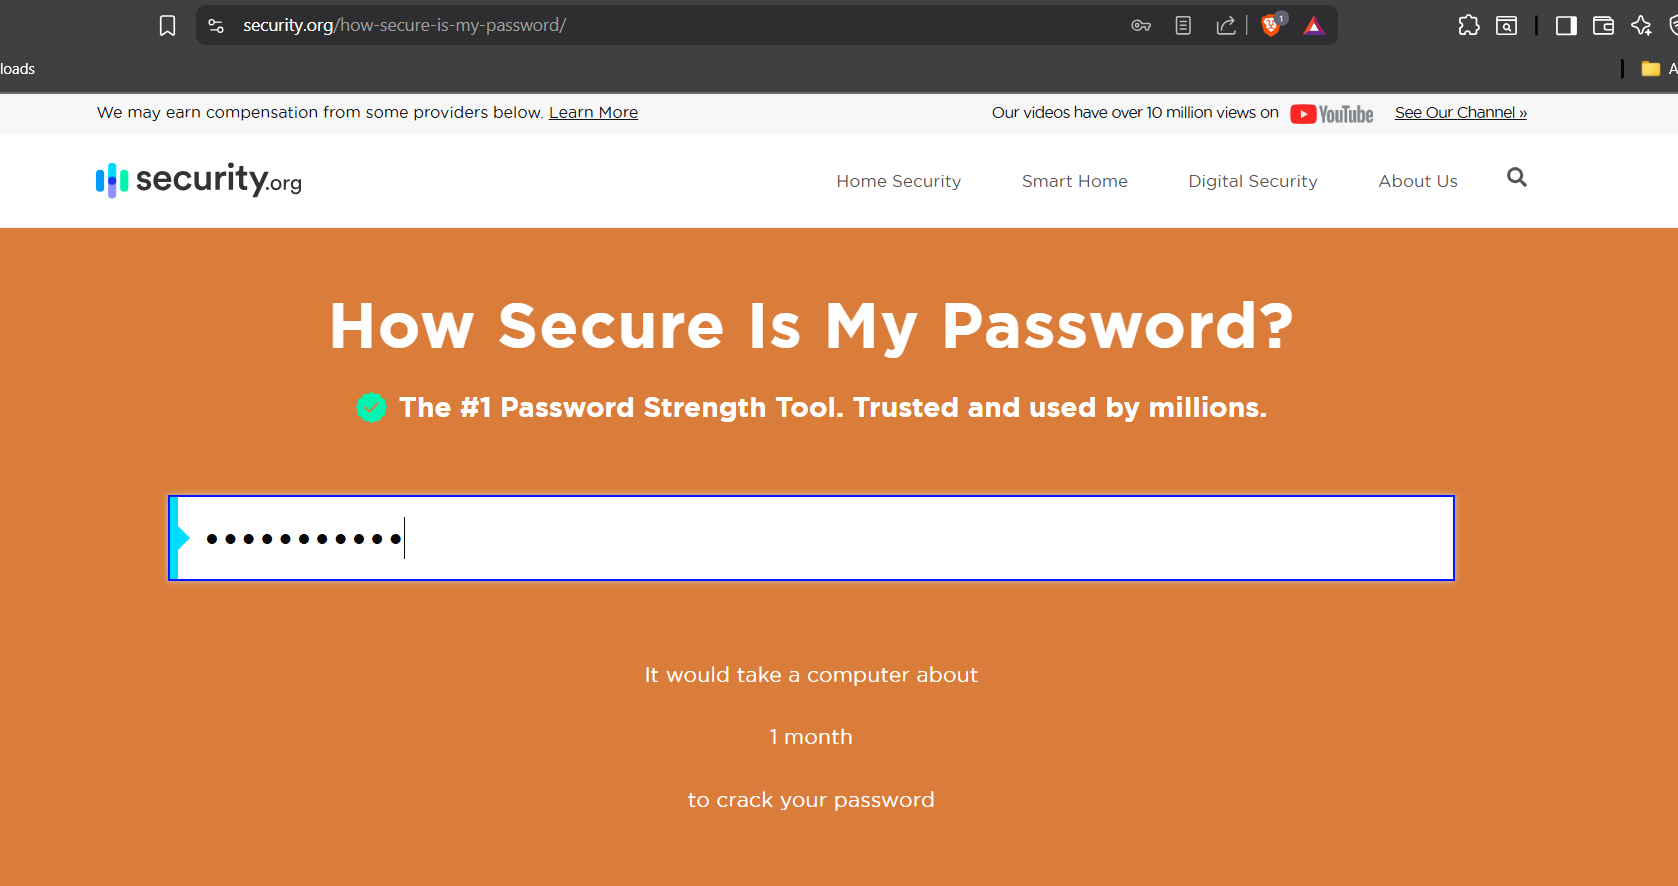 security.org/how-secure-is-my-password/
1
loads
A
We may earn compensation from some providers below. Learn More
Our videos have over 10 million views on YouTube See Our Channel »
security.org
Home Security Smart Home Digital Security About Us
How Secure Is My Password?
The #1 Password Strength Tool. Trusted and used by millions.
•••••••••••
It would take a computer about
1 month
to crack your password